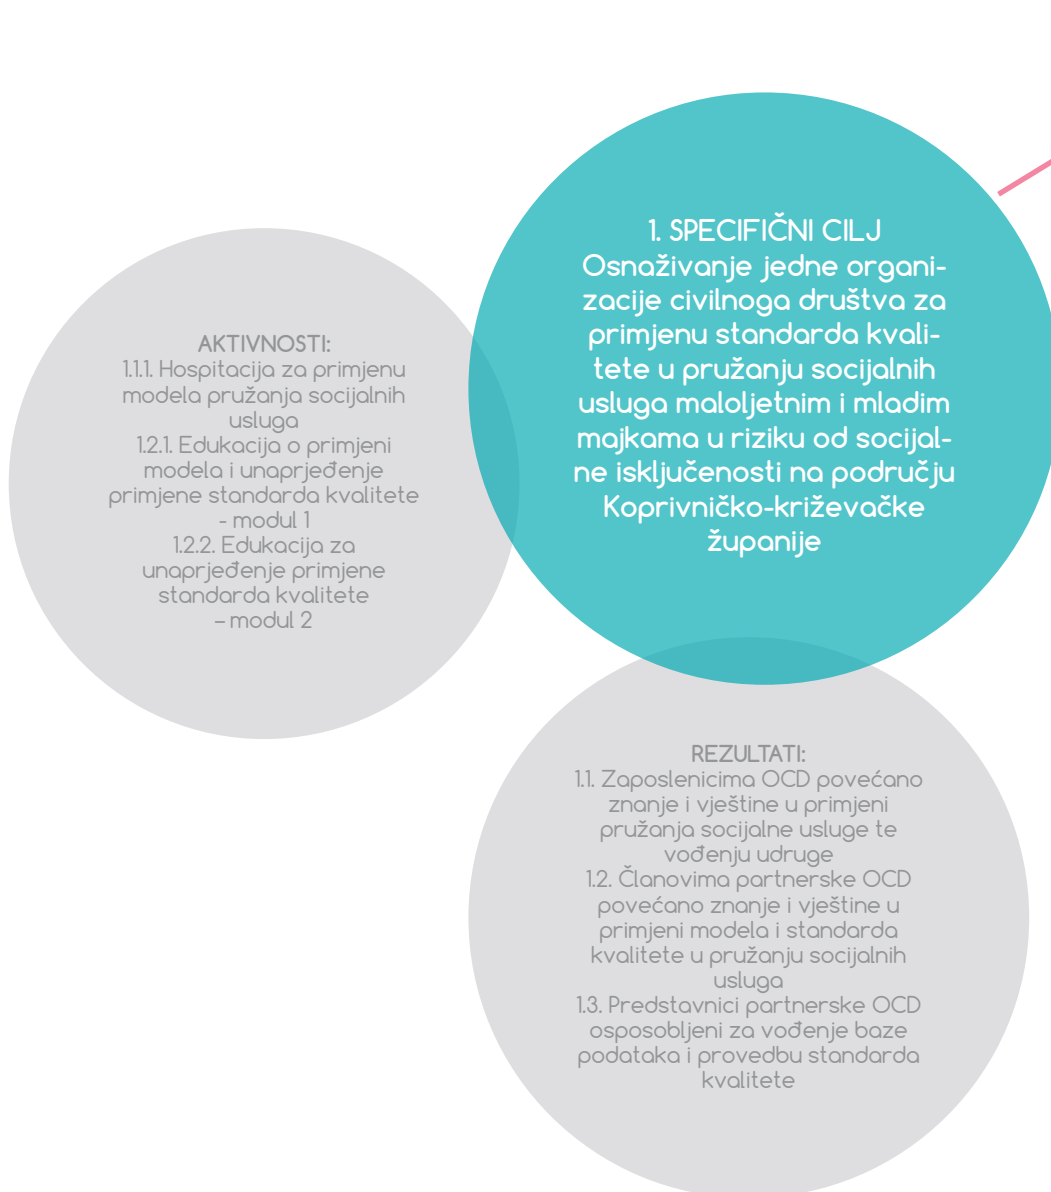 1. SPECIFIČNI CILJ
Osnaživanje jedne organi-
zacije civilnoga društva za
primjenu standarda kvali-
tete u pružanju socijalnih
usluga maloljetnim i mladim
majkama u riziku od socijal-
ne isključenosti na području
Koprivničko-križevačke
županije
AKTIVNOSTI:
1.1.1. Hospitacija za primjenu
modela pružanja socijalnih
usluga
1.2.1. Edukacija o primjeni
modela i unaprjeđenje
primjene standarda kvalitete
- modul 1
1.2.2. Edukacija za
unaprjeđenje primjene
standarda kvalitete
– modul 2
REZULTATI:
1.1. Zaposlenicima OCD povećano
znanje i vještine u primjeni
pružanja socijalne usluge te
vođenju udruge
1.2. Članovima partnerske OCD
povećano znanje i vještine u
primjeni modela i standarda
kvalitete u pružanju socijalnih
usluga
1.3. Predstavnici partnerske OCD
osposobljeni za vođenje baze
podataka i provedbu standarda
kvalitete